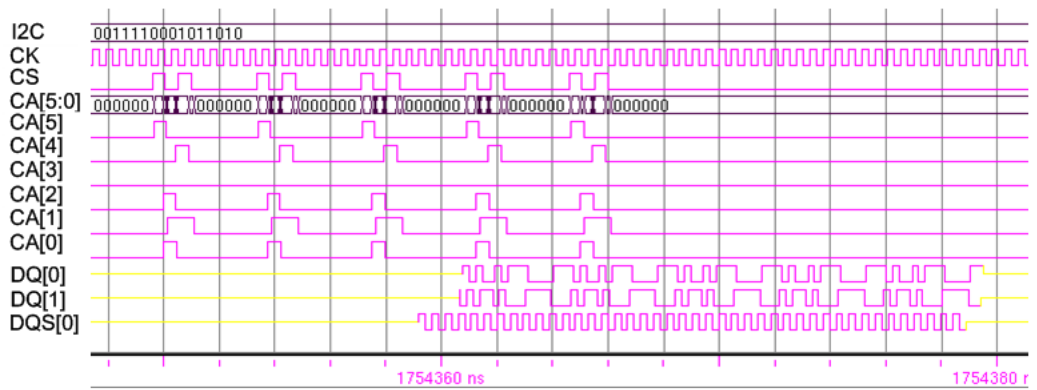 I2C 0011110001011010
CK
CS
CA[5:0] 000000 000000 000000 000000 000000 000000
CA[5]
CA[4]
CA[3]
CA[2]
CA[1]
CA[0]
DQ[0]
DQ[1]
DQS[0]
1754360 ns 1754380 n